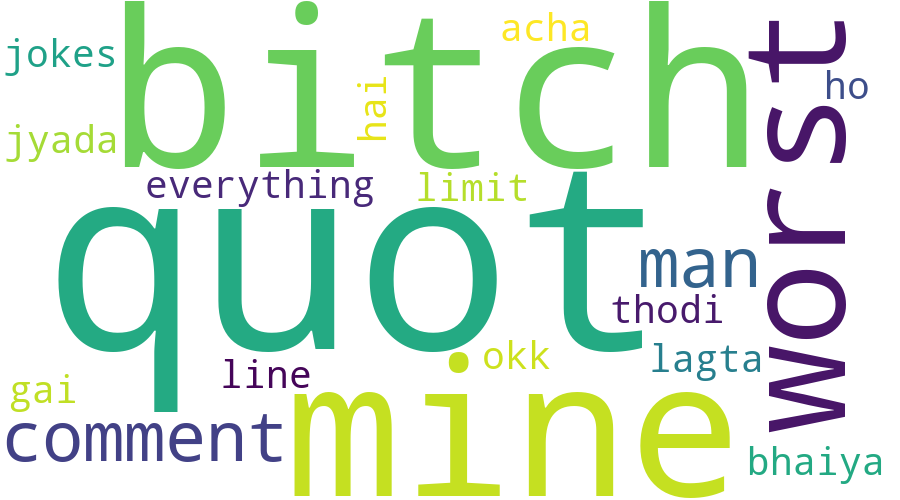 bitch
acha
jokes
ho
hai
jyada
worst
everything
limit
quot
man
thodi
okk
lagta
line
gai
mine
comment
bhaiya